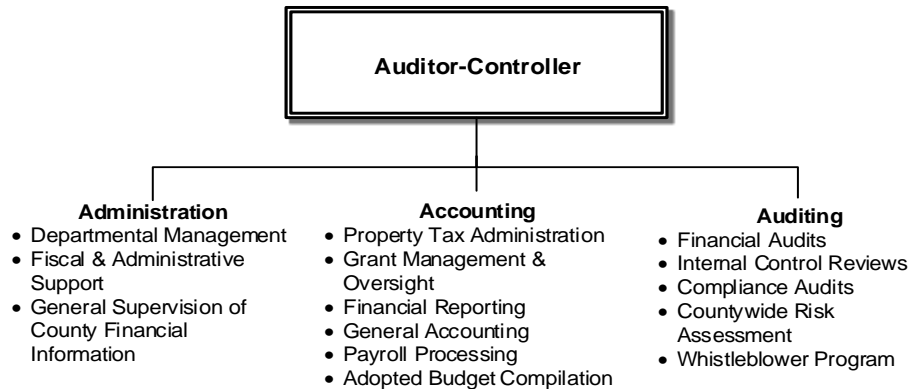 Auditor-Controller
Administration
• Departmental Management
• Fiscal & Administrative
Support
• General Supervision of
County Financial
Information
Accounting
• Property Tax Administration
• Grant Management &
Oversight
• Financial Reporting
• General Accounting
• Payroll Processing
• Adopted Budget Compilation
Auditing
• Financial Audits
• Internal Control Reviews
• Compliance Audits
• Countywide Risk
Assessment
• Whistleblower Program